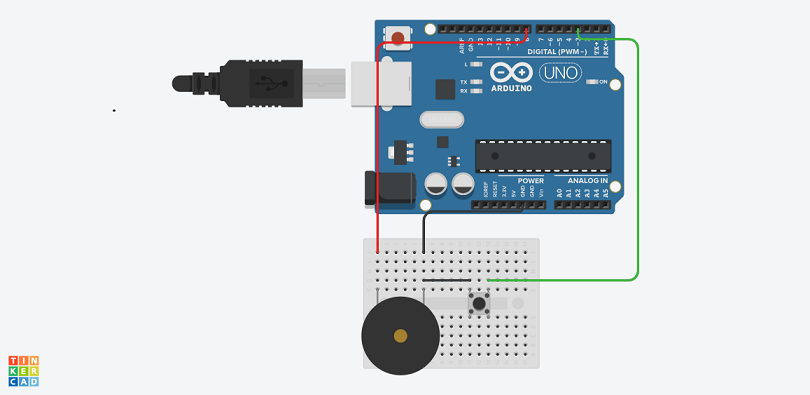 AREF
GND
13
12
~11
~10
~9
8
7
~6
~5
4
~3
2
TX→1
RX←0
DIGITAL (PWM~)
L
TX
RX
UNO
ARDUINO
ON
POWER
ANALOG IN
IOREF
RESET
3.3V
5V
GND
GND
Vin
A0
A1
A2
A3
A4
A5
TIN
KER
CAD